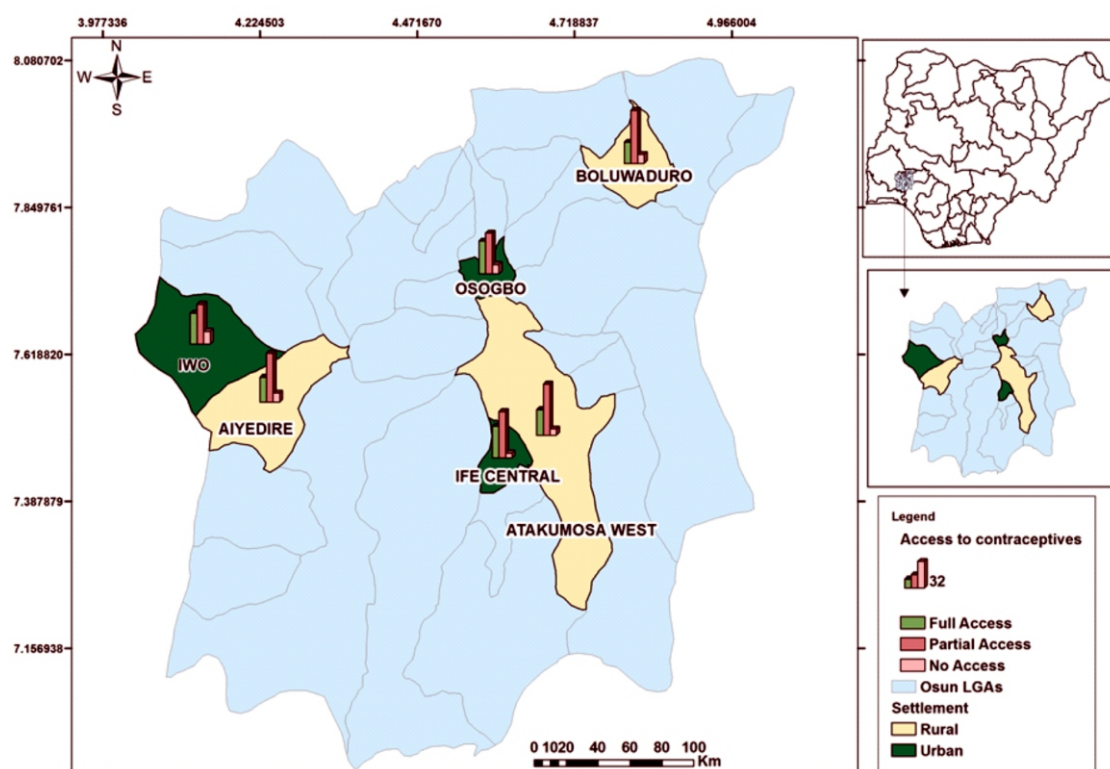 3.977336 4.224503 4.471670 4.718837 4.966004
8.080702
N
W E
S
BOLUWADURO
7.849761
OSOGBO
7.618820
IWO
AIYEDIRE
IFE CENTRAL
7.387879
ATAKUMOSA WEST
7.156938
0 1020 40 60 80 100
Km
Legend
Access to contraceptives
32
Full Access
Partial Access
No Access
Osun LGAs
Settlement
Rural
Urban